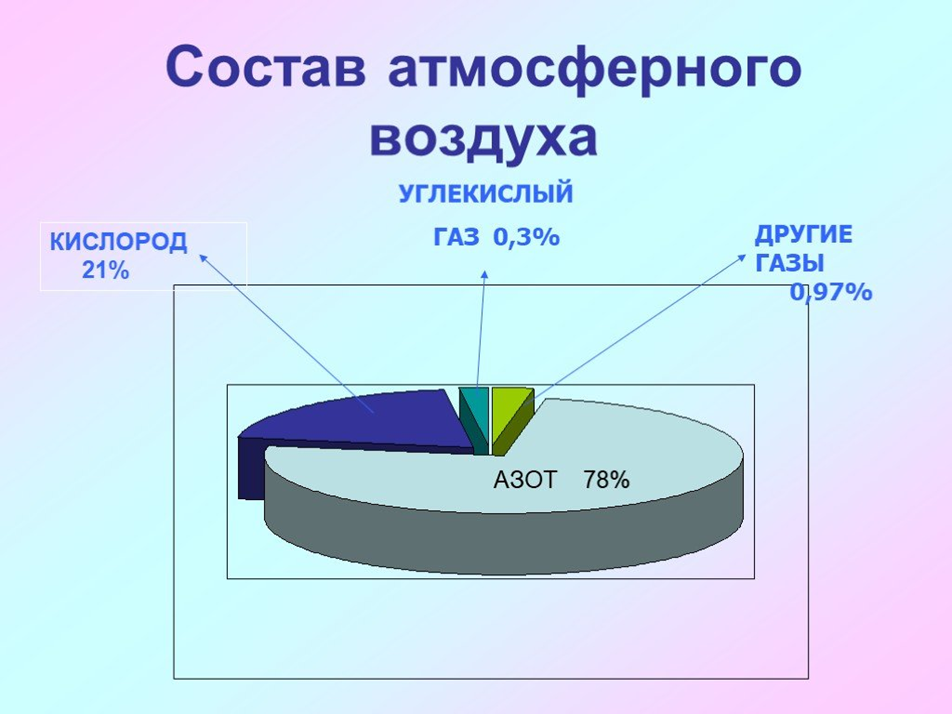 Состав атмосферного
воздуха
УГЛЕКИСЛЫЙ
ГАЗ 0,3%
КИСЛОРОД
21%
ДРУГИЕ
ГАЗЫ
0,97%
АЗОТ 78%